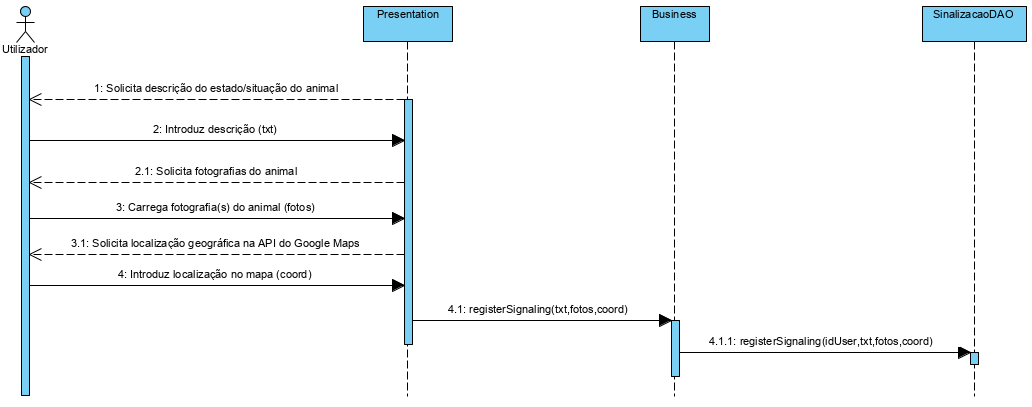 Presentation
Business
SinalizacaoDAO
Utilizador
1: Solicita descrição do estado/situação do animal
2: Introduz descrição (txt)
2.1: Solicita fotografias do animal
3: Carrega fotografia(s) do animal (fotos)
3.1: Solicita localização geográfica na API do Google Maps
4: Introduz localização no mapa (coord)
4.1: registerSignaling(txt,fotos,coord)
4.1.1: registerSignaling(idUser,txt,fotos,coord)